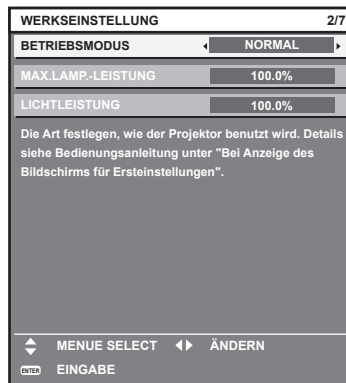 WERKSEINSTELLUNG 2/7
BETRIEBSMODUS NORMAL
MAX.LAMP.-LEISTUNG 100.0%
LICHTLEISTUNG 100.0%
Die Art festlegen, wie der Projektor benutzt wird. Details
siehe Bedienungsanleitung unter "Bei Anzeige des
Bildschirms für Ersteinstellungen".
MENUE SELECT ÄNDERN
ENTER EINGABE